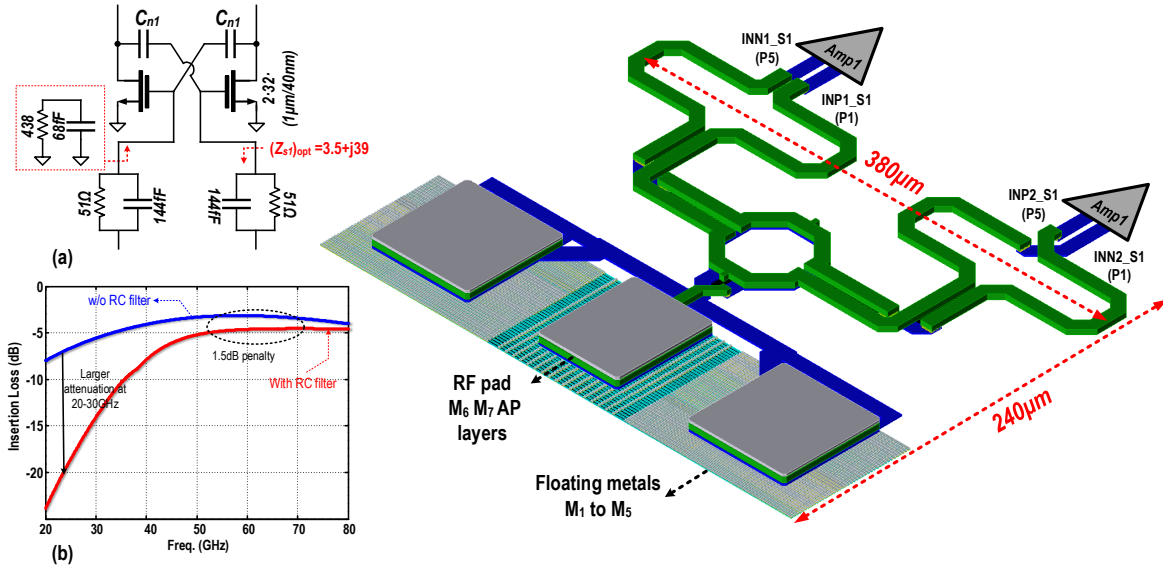 Cn1
Cn1
438
68fF
2·32·
(1μm/40nm)
(Zs1)opt =3.5+j39
51Ω
144fF
144fF
51Ω
(a)
Insertion Loss (dB)
0
-5
-10
-15
-20
w/o RC filter
1.5dB penalty
Larger
attenuation at
20-30GHz
With RC filter
20
30
40
50
60
70
80
Freq. (GHz)
(b)
INN1_S1
(P5)
Amp1
INP1_S1
(P1)
380μm
INP2_S1
(P5)
Amp1
INN2_S1
(P1)
240μm
RF pad
M6 M7 AP
layers
Floating metals
M1 to M5